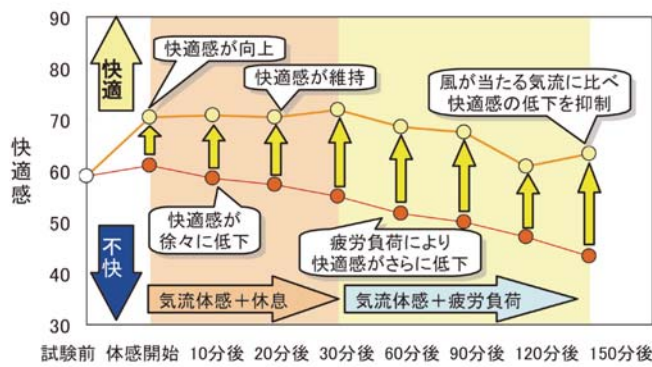 90
80
70
60
50
40
30
快適感
快適
不快
快適感が向上
快適感が維持
風が当たる気流に比べ
快適感の低下を抑制
快適感が
徐々に低下
疲労負荷により
快適感がさらに低下
気流体感＋休息
気流体感＋疲労負荷
試験前 体感開始 10分後 20分後 30分後 60分後 90分後 120分後 150分後